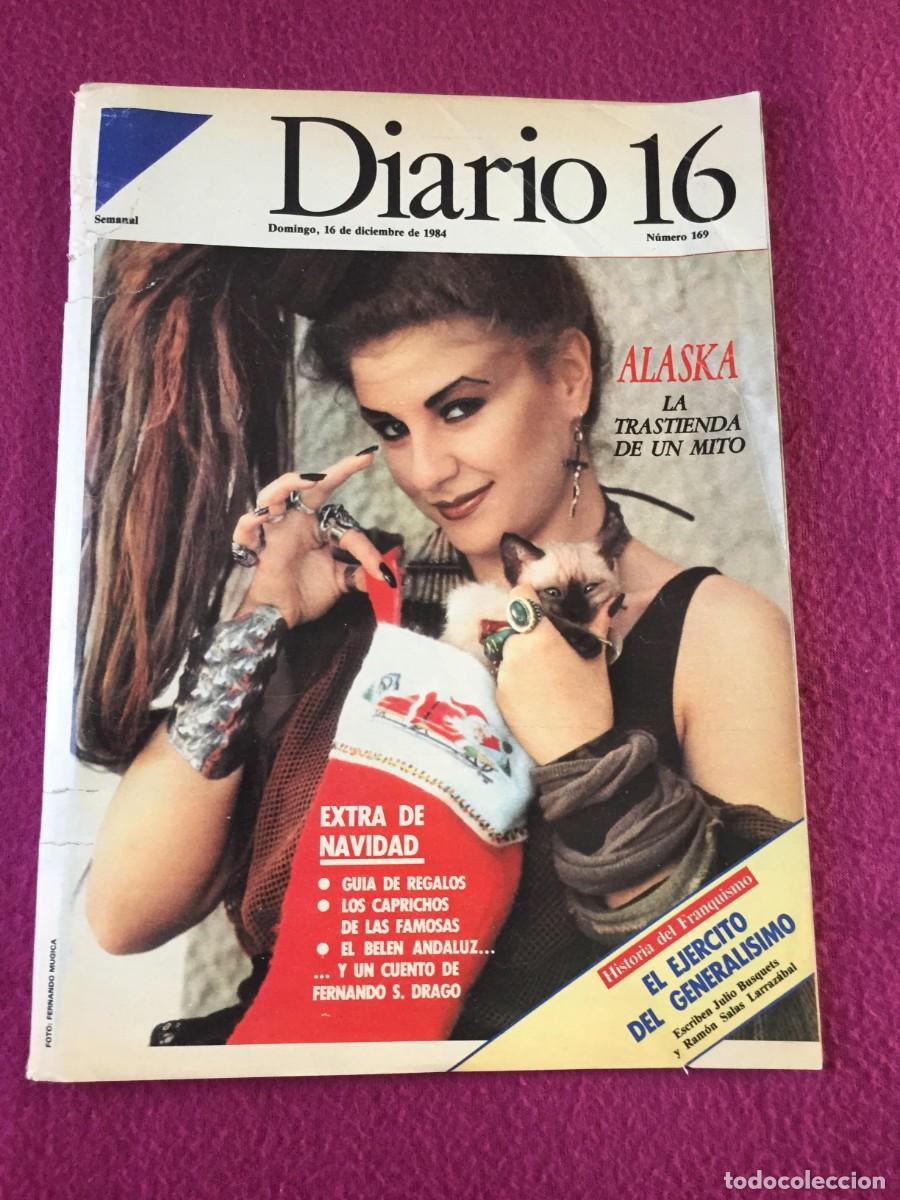 Diario 16
Semanal
Domingo, 16 de diciembre de 1984
Número 169
ALASKA
LA
TRASTIENDA
DE UN MITO
EXTRA DE
NAVIDAD
● GUIA DE REGALOS
● LOS CAPRICHOS
DE LAS FAMOSAS
● EL BELEN ANDALUZ...
... Y UN CUENTO DE
FERNANDO S. DRAGO
Historia del Franquismo
EL EJERCITO
DEL GENERALISIMO
Escriben Julio Busquets
y Ramón Salas Larrazábal
FOTO: FERNANDO MUGICA
todocoleccion